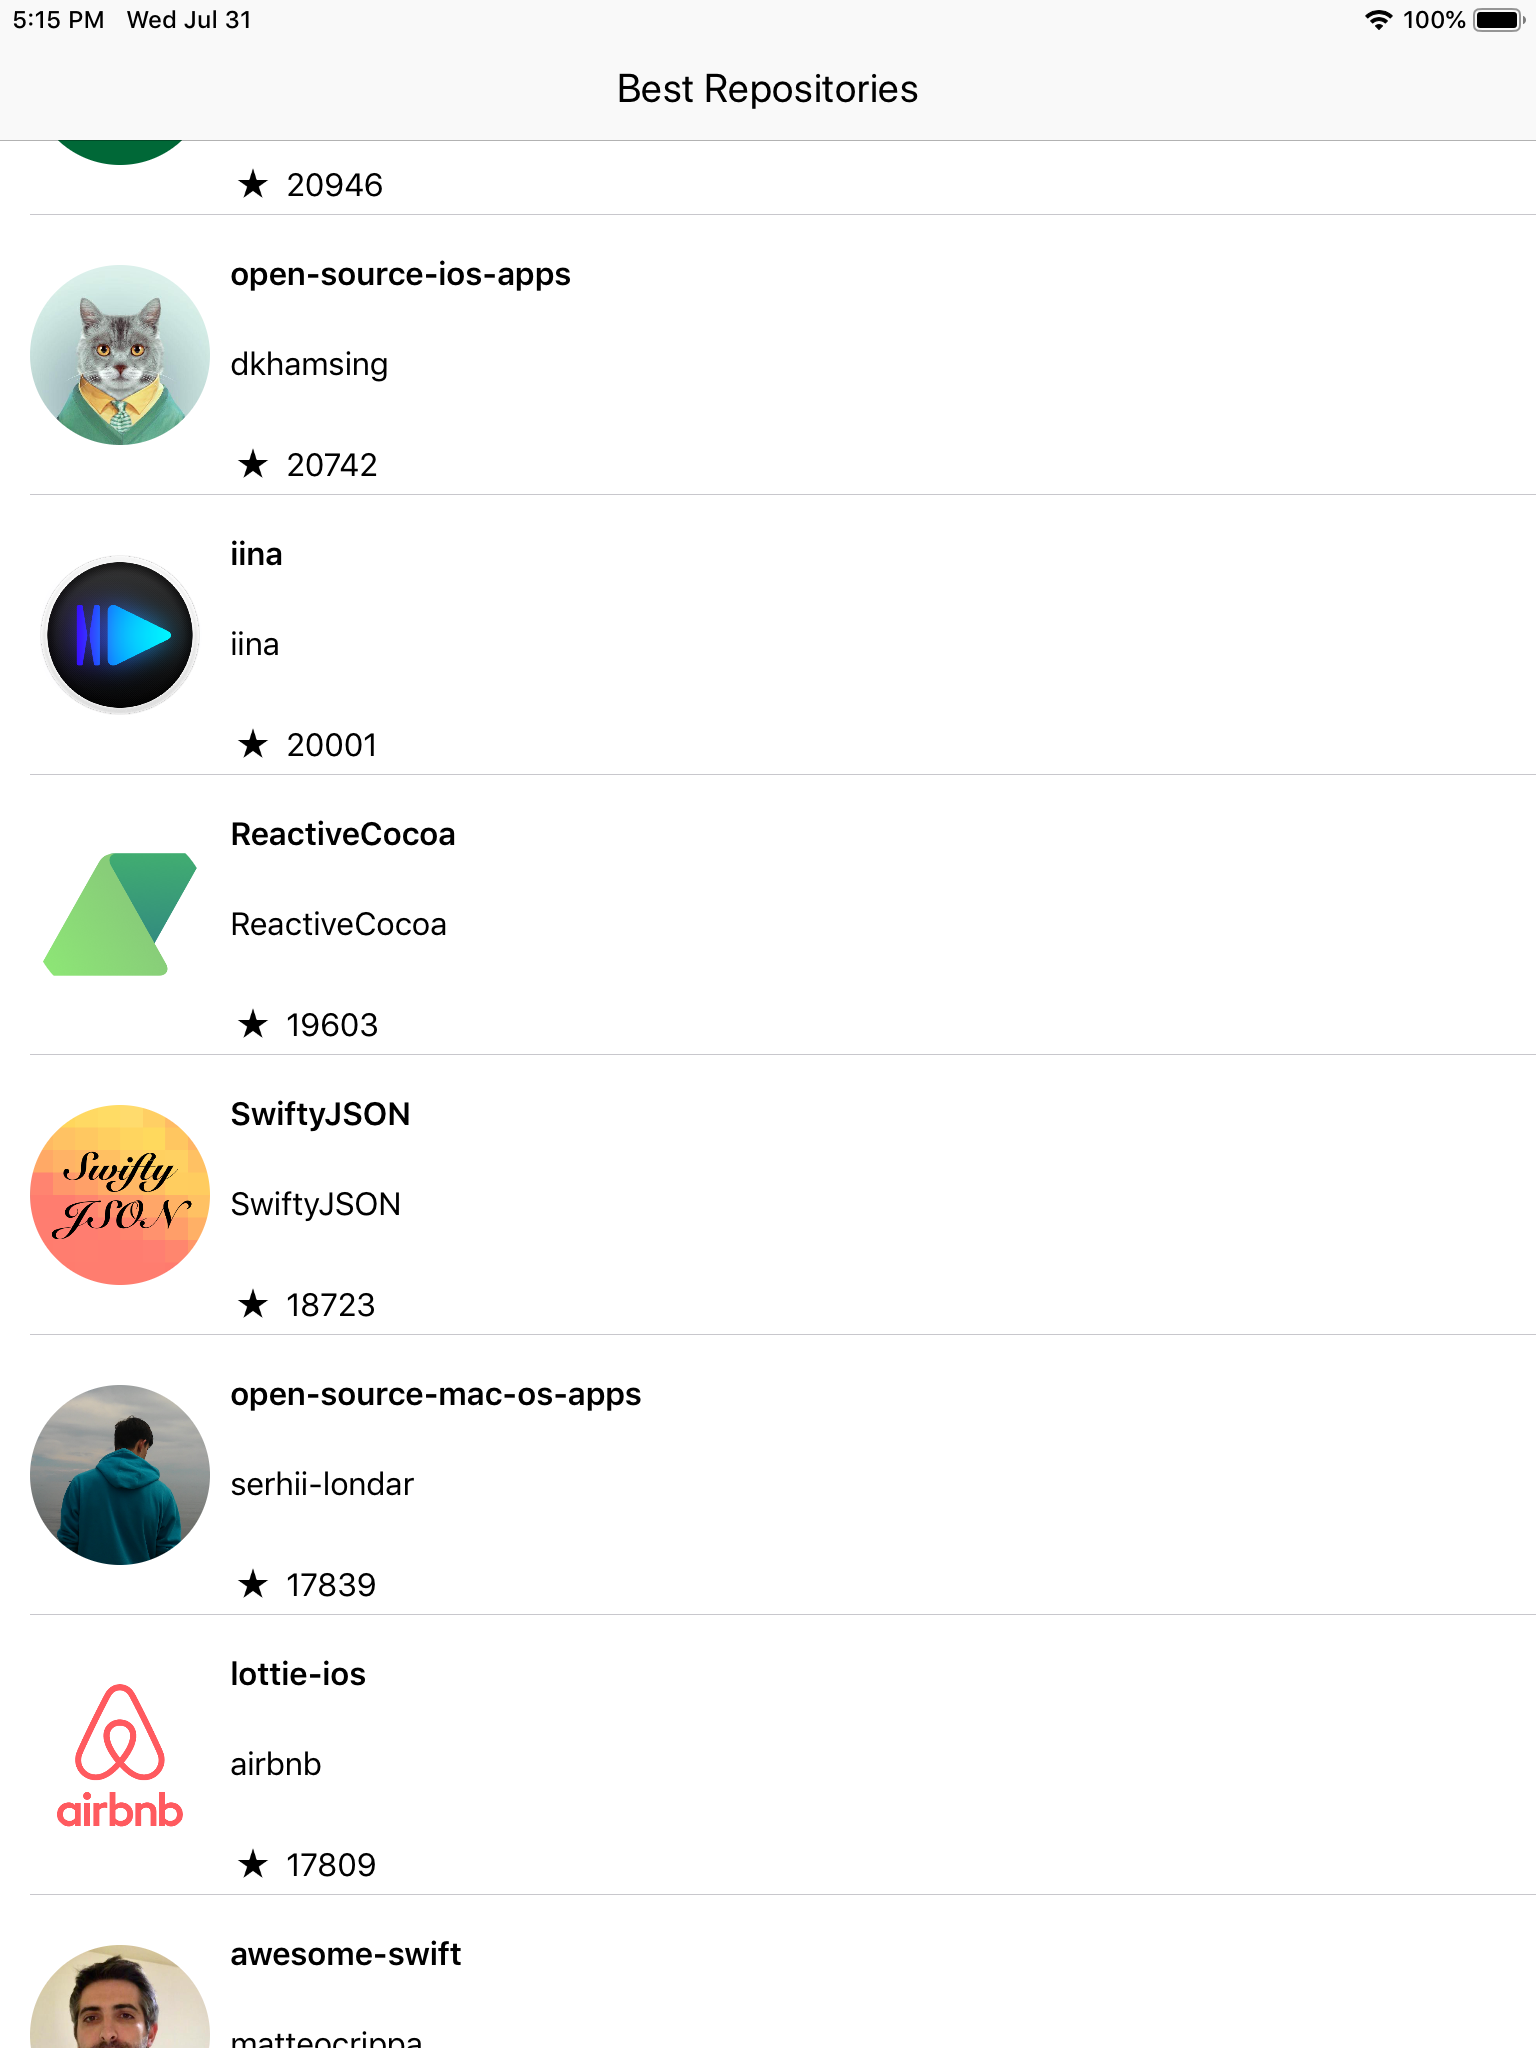 5:15 PM Wed Jul 31 100%
Best Repositories
★ 20946
open-source-ios-apps
dkhamsing
★ 20742
iina
iina
★ 20001
ReactiveCocoa
ReactiveCocoa
★ 19603
Swifty
JSON
SwiftyJSON
SwiftyJSON
★ 18723
open-source-mac-os-apps
serhii-londar
★ 17839
lottie-ios
airbnb
airbnb
★ 17809
awesome-swift
matteocrippa